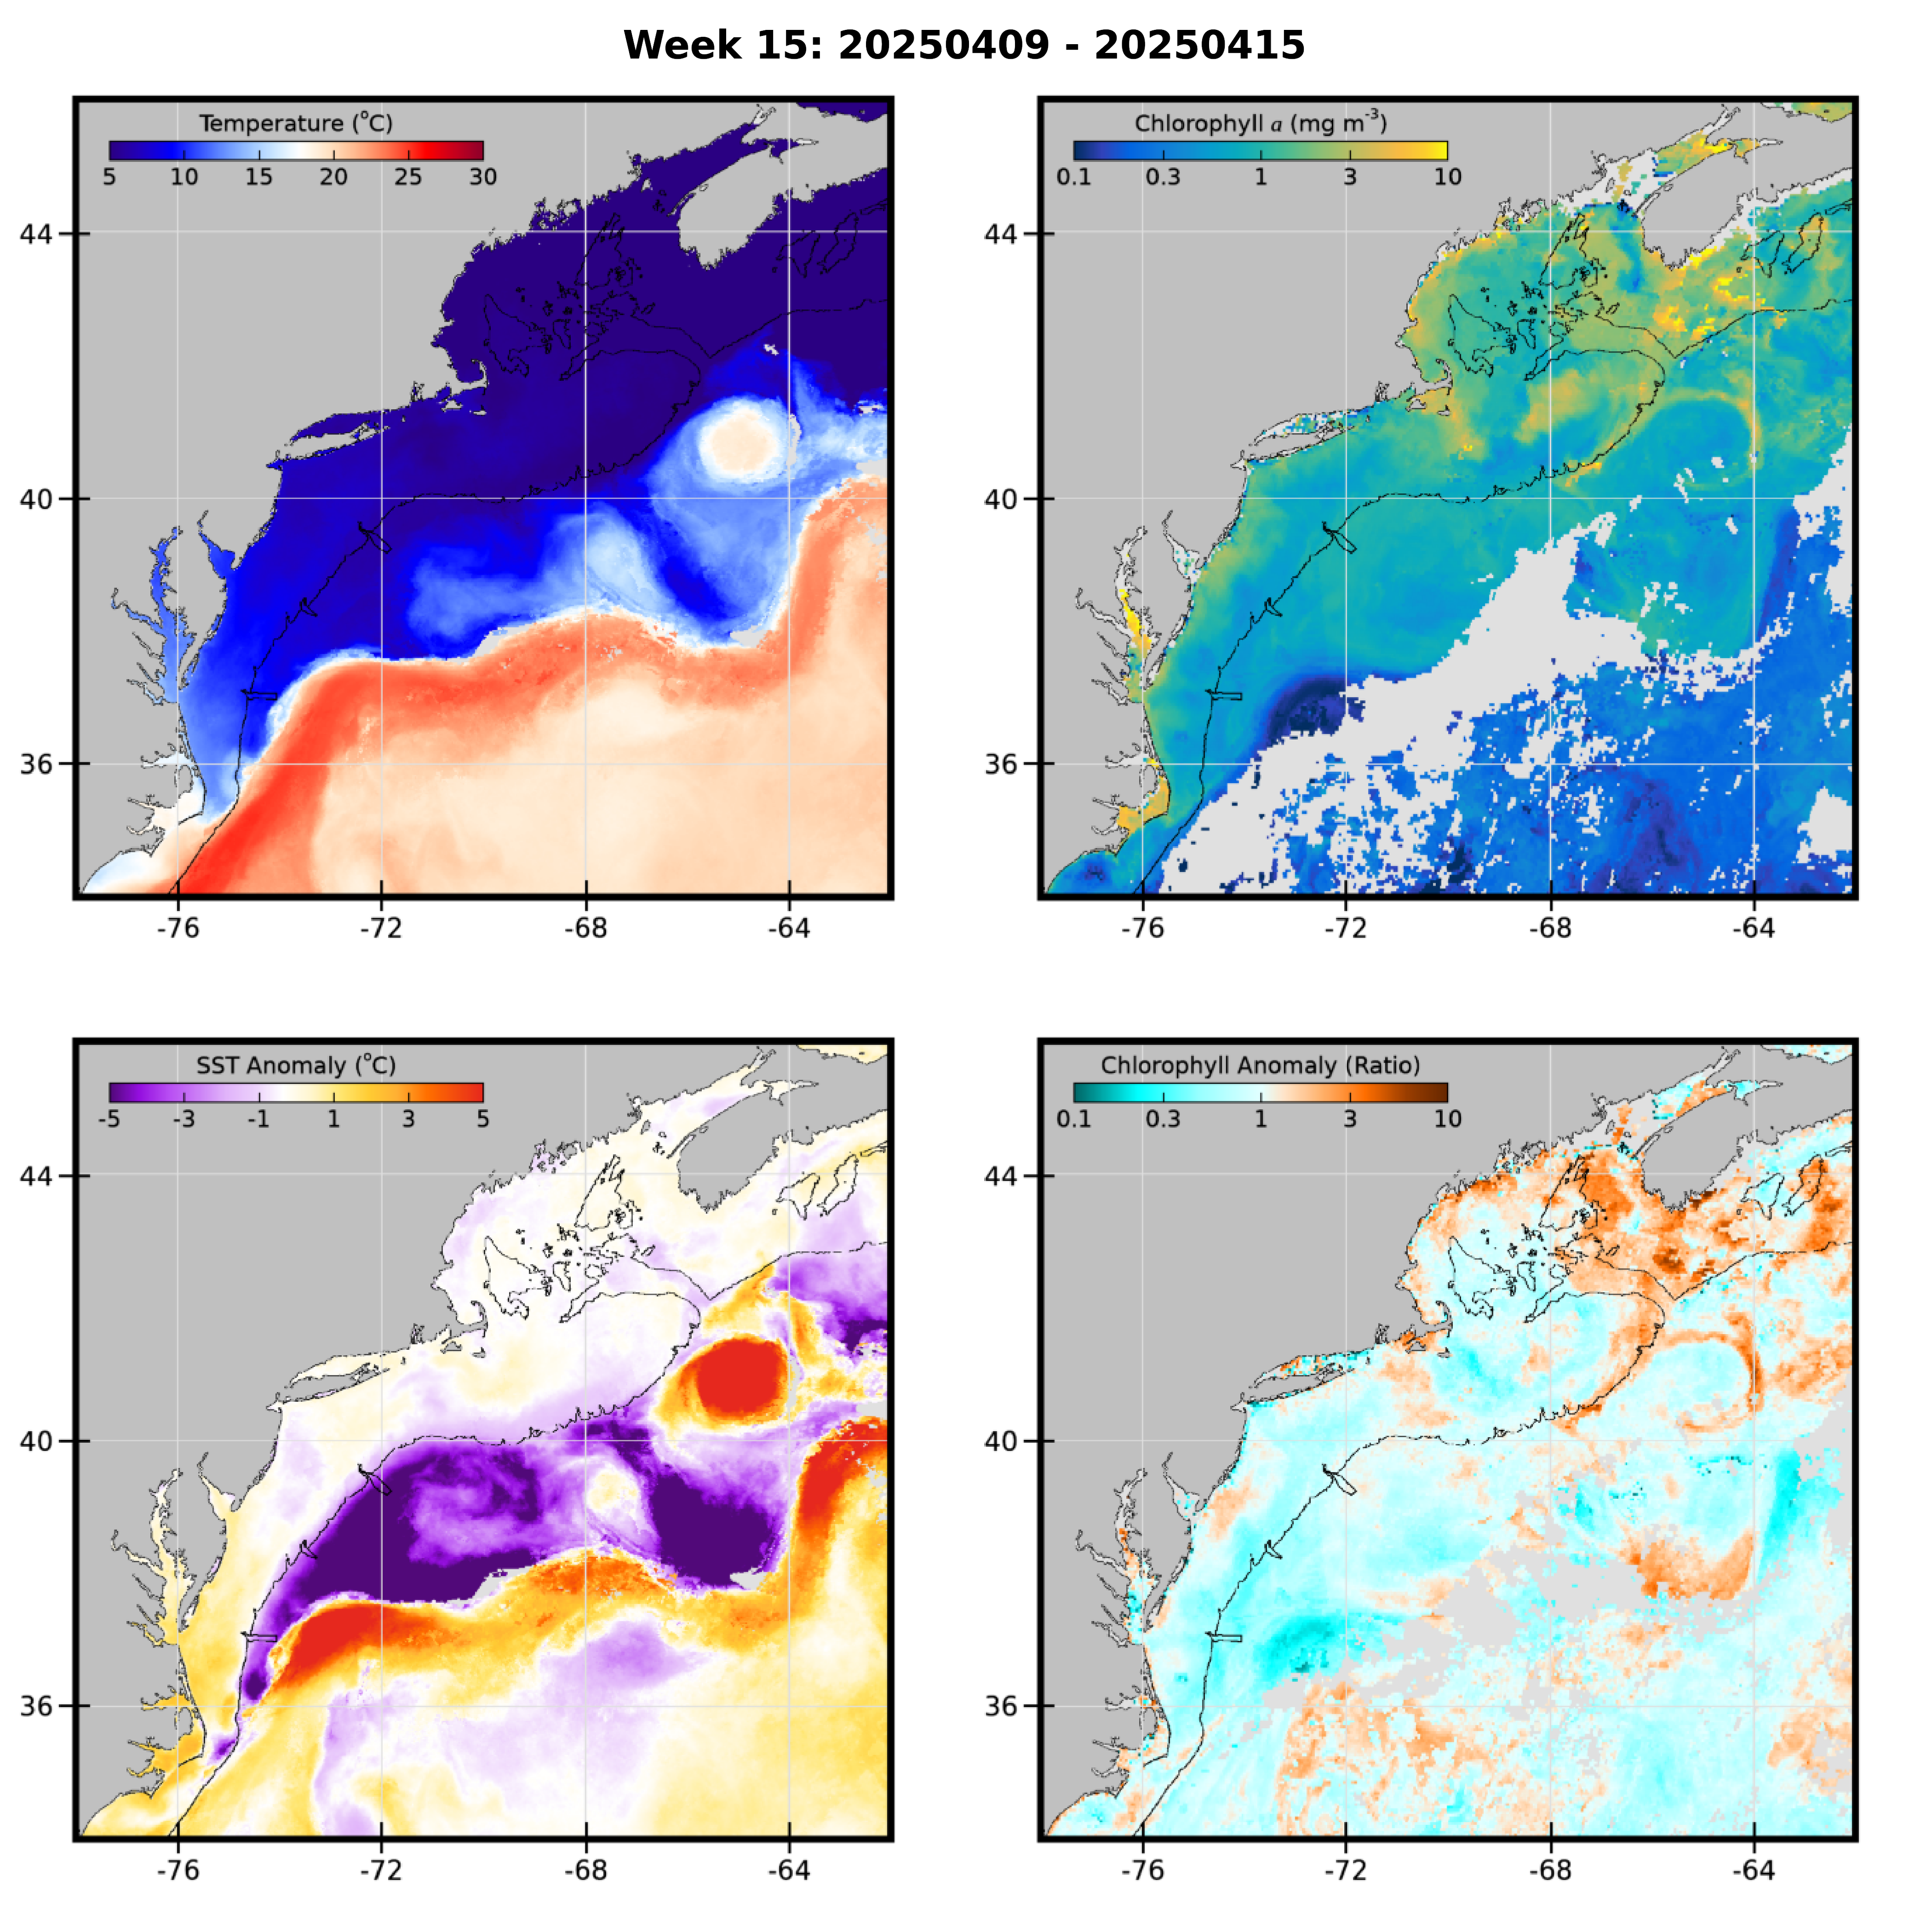 Week 15: 20250409 - 20250415
Temperature (°C)
5 10 15 20 25 30
44
40
36
-76 -72 -68 -64
Chlorophyll a (mg m⁻³)
0.1 0.3 1 3 10
44
40
36
-76 -72 -68 -64
SST Anomaly (°C)
-5 -3 -1 1 3 5
44
40
36
-76 -72 -68 -64
Chlorophyll Anomaly (Ratio)
0.1 0.3 1 3 10
44
40
36
-76 -72 -68 -64